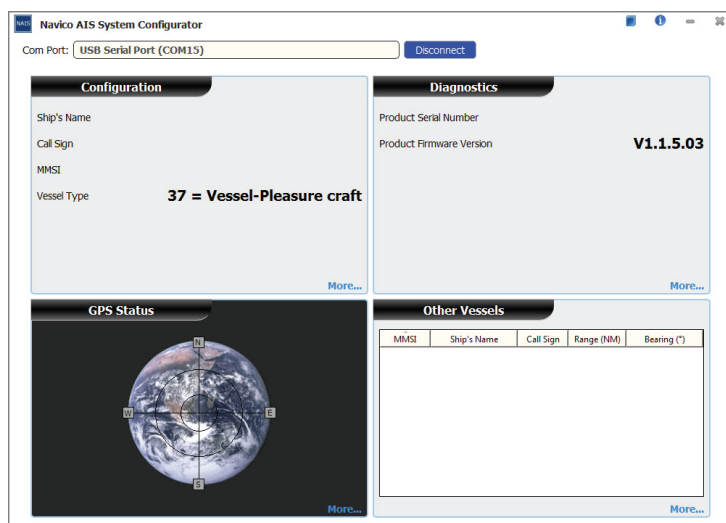 NAIS Navico AIS System Configurator
Com Port: USB Serial Port (COM15) Disconnect
Configuration
Ship's Name
Call Sign
MMSI
Vessel Type 37 = Vessel-Pleasure craft
More...
Diagnostics
Product Serial Number
Product Firmware Version V1.1.5.03
More...
GPS Status
N
W E
S
More...
Other Vessels
MMSI Ship's Name Call Sign Range (NM) Bearing (°)
More...